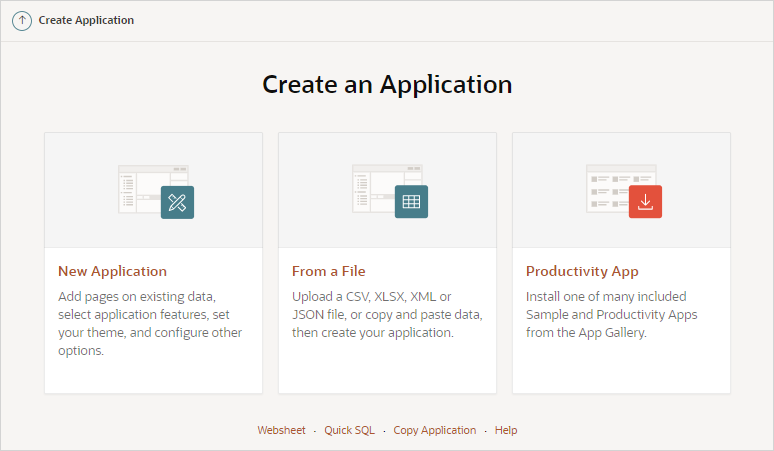 Create Application
Create an Application
New Application
Add pages on existing data,
select application features, set
your theme, and configure other
options.
From a File
Upload a CSV, XLSX, XML or
JSON file, or copy and paste data,
then create your application.
Productivity App
Install one of many included
Sample and Productivity Apps
from the App Gallery.
Websheet · Quick SQL · Copy Application · Help